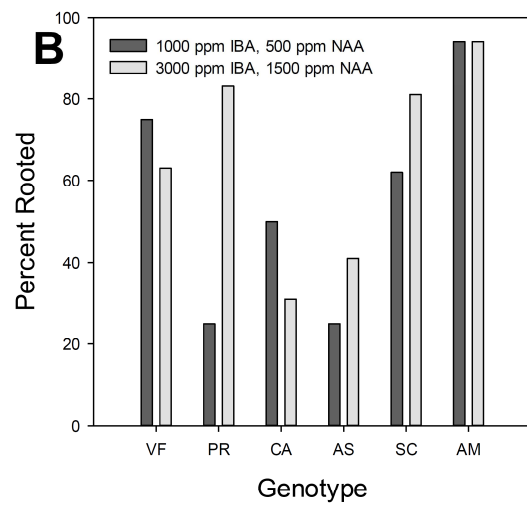 B
1000 ppm IBA, 500 ppm NAA
3000 ppm IBA, 1500 ppm NAA
100
80
60
40
20
0
Percent Rooted
VF PR CA AS SC AM
Genotype